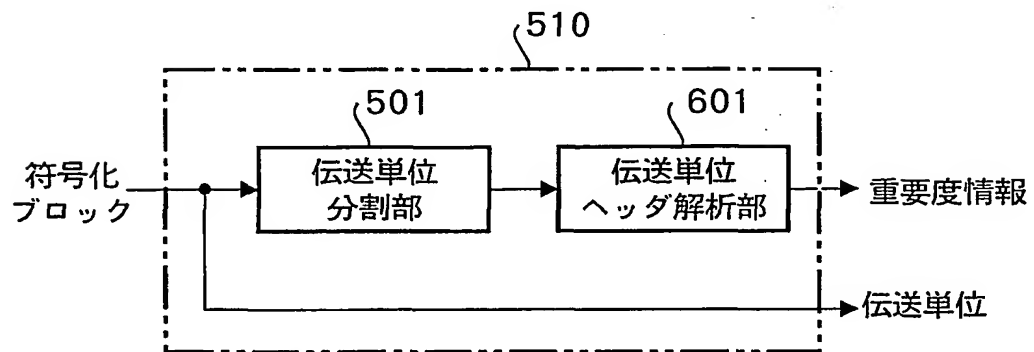 510
501
601
符号化
ブロック
伝送単位
分割部
伝送単位
ヘッダ解析部
重要度情報
伝送単位